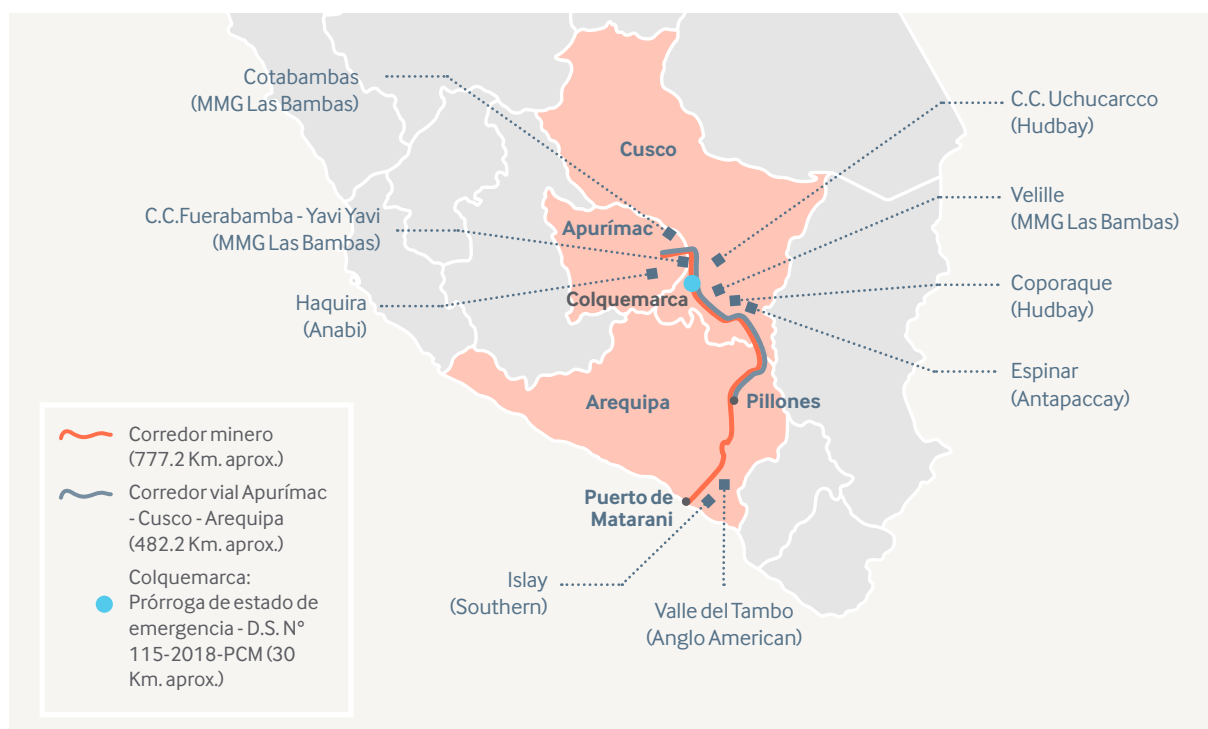 Cotabambas
(MMG Las Bambas)
C.C. Uchucarcco
(Hudbay)
Cusco
C.C.Fuerabamba - Yavi Yavi
(MMG Las Bambas)
Apurímac
Velille
(MMG Las Bambas)
Haquira
(Anabi)
Colquemarca
Coporaque
(Hudbay)
Espinar
(Antapaccay)
Arequipa
Pillones
Puerto de
Matarani
Islay
(Southern)
Valle del Tambo
(Anglo American)
Corredor minero
(777.2 Km. aprox.)
Corredor vial Apurímac
- Cusco - Arequipa
(482.2 Km. aprox.)
Colquemarca:
Prórroga de estado de
emergencia - D.S. N°
115-2018-PCM (30
Km. aprox.)